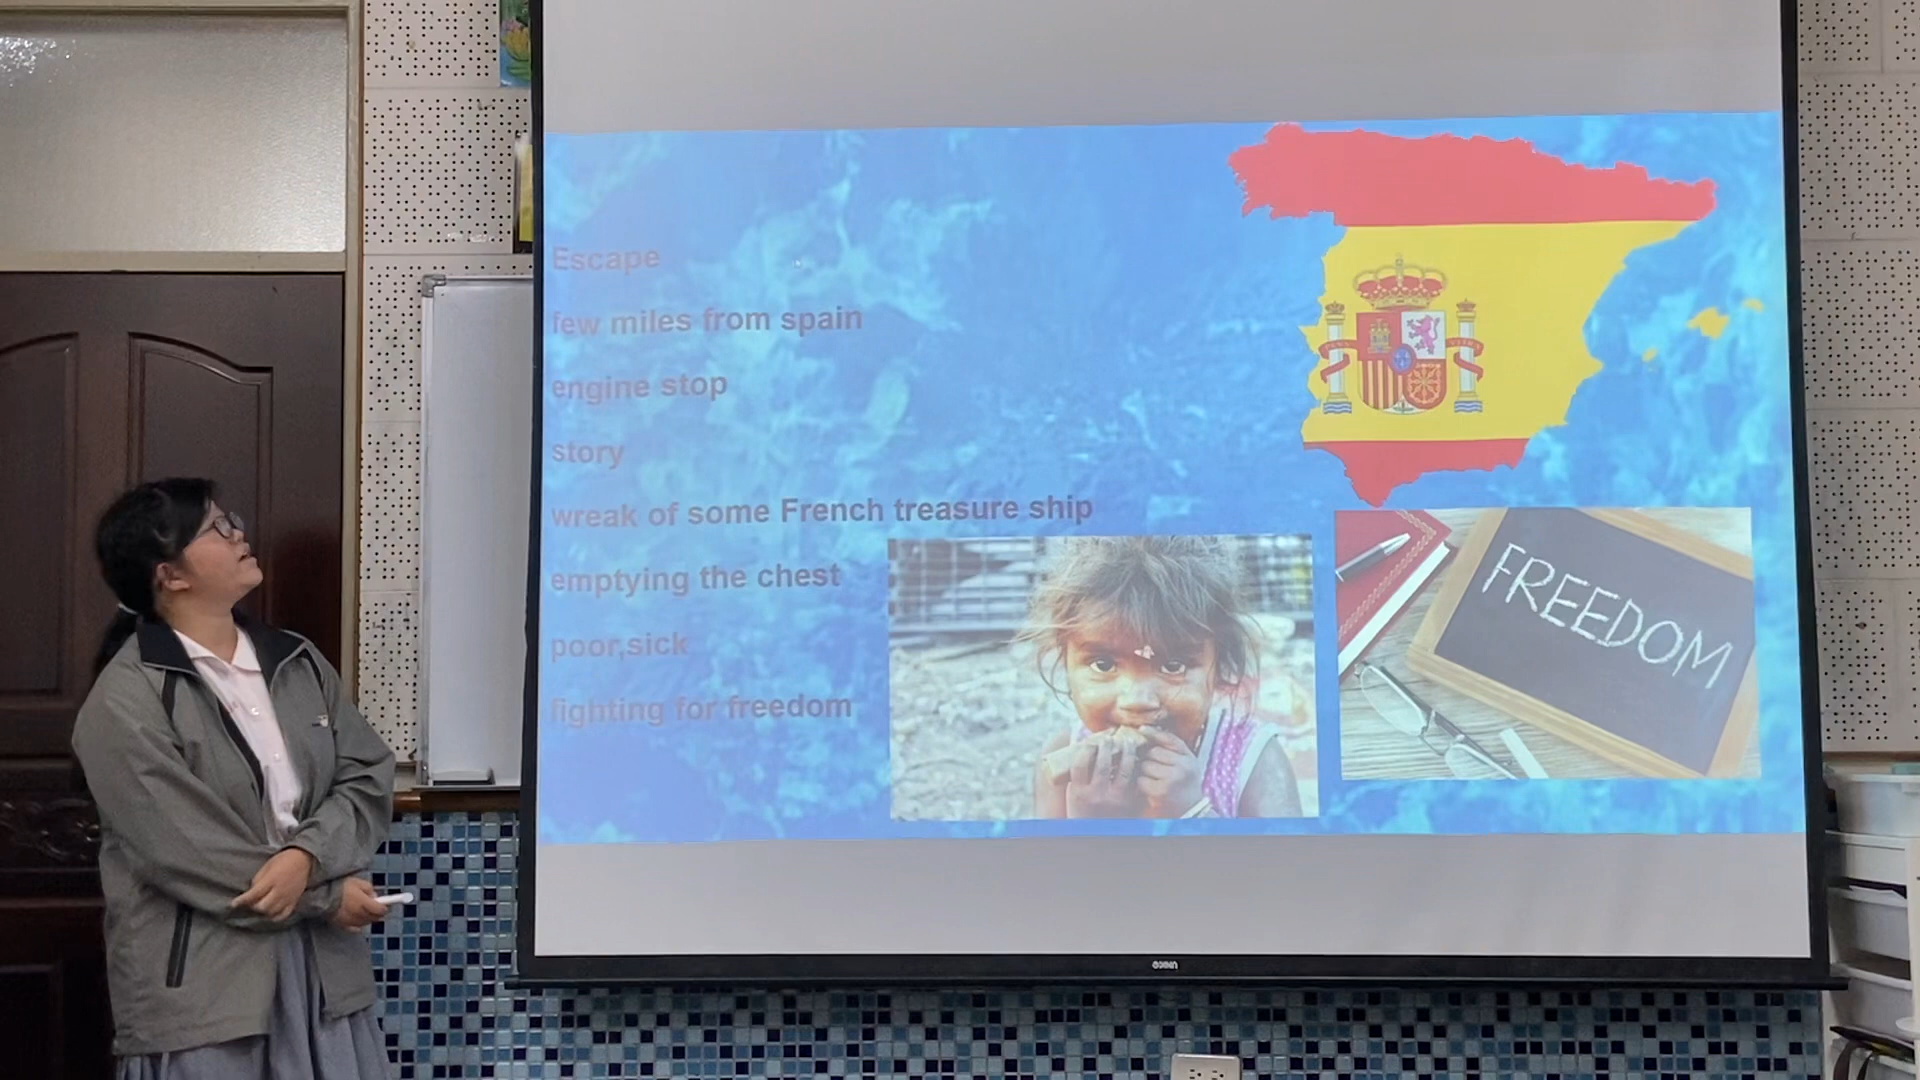 Escape
few miles from spain
engine stop
story
wreak of some French treasure ship
emptying the chest
poor,sick
fighting for freedom
FREEDOM